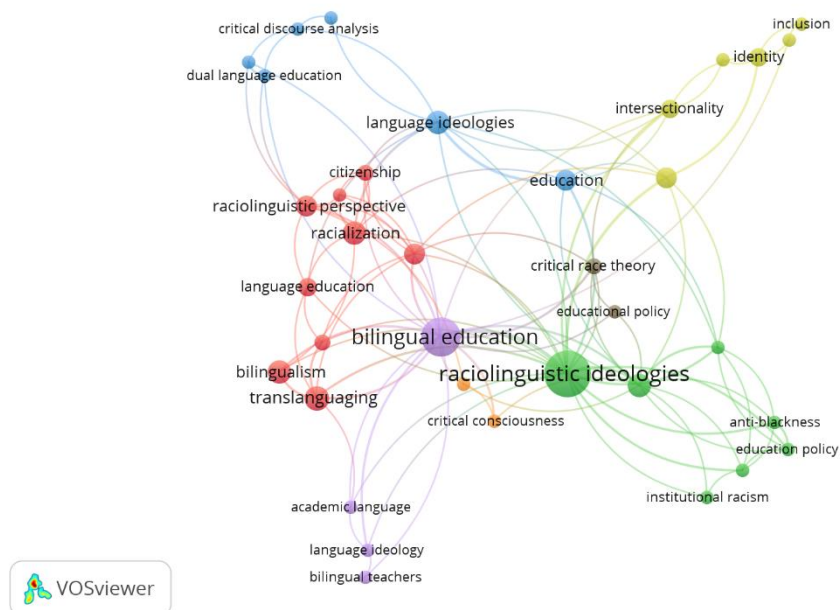 inclusion
critical discourse analysis
identity
dual language education
intersectionality
language ideologies
citizenship
education
raciolinguistic perspective
racialization
critical race theory
language education
educational policy
bilingual education
bilingualism
raciolinguistic ideologies
translanguaging
critical consciousness
anti-blackness
education policy
institutional racism
academic language
language ideology
bilingual teachers
VOSviewer